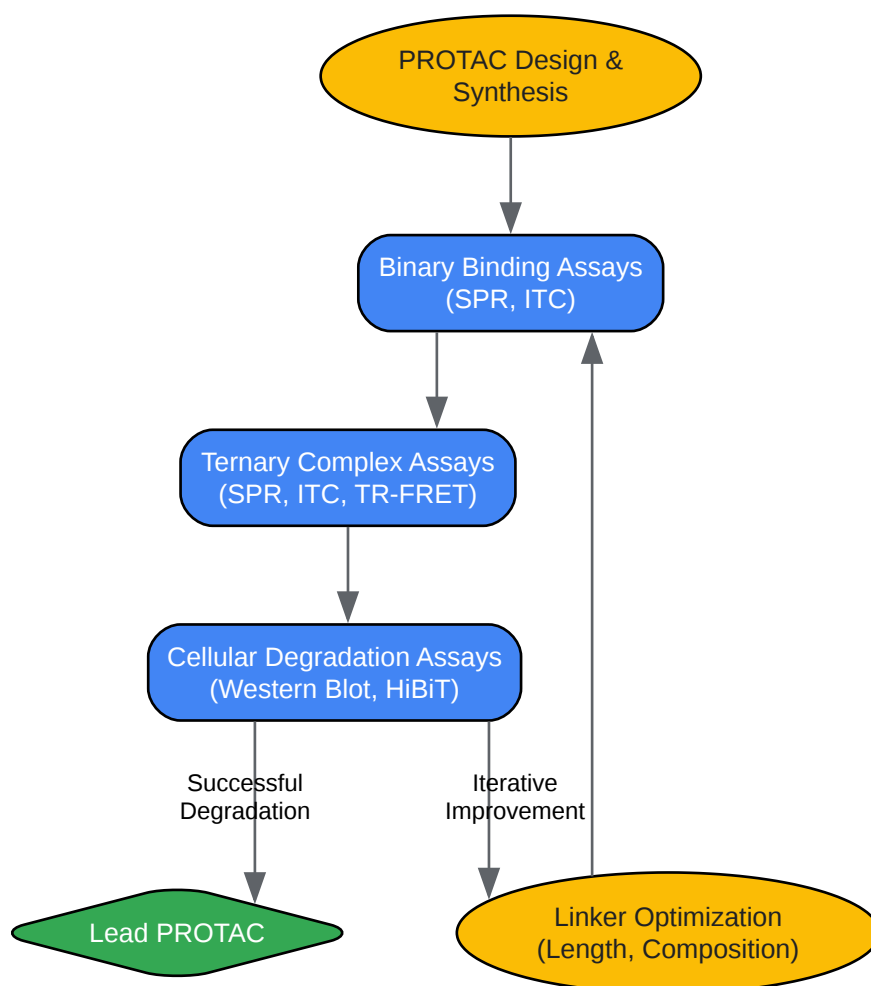 PROTAC Design &
Synthesis
Binary Binding Assays
(SPR, ITC)
Ternary Complex Assays
(SPR, ITC, TR-FRET)
Cellular Degradation Assays
(Western Blot, HiBiT)
Successful
Degradation
Iterative
Improvement
Lead PROTAC
Linker Optimization
(Length, Composition)